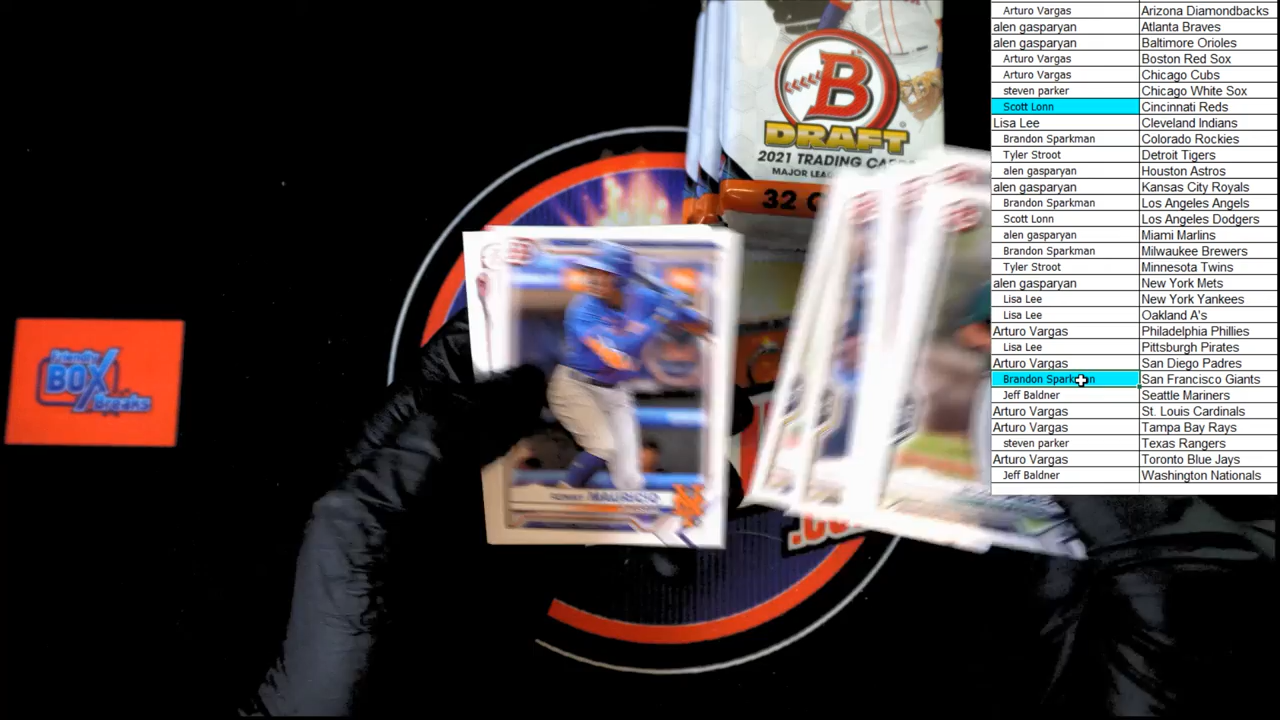 Arturo Vargas Arizona Diamondbacks
alen gasparyan Atlanta Braves
alen gasparyan Baltimore Orioles
Arturo Vargas Boston Red Sox
Arturo Vargas Chicago Cubs
steven parker Chicago White Sox
Scott Lonn Cincinnati Reds
Lisa Lee Cleveland Indians
Brandon Sparkman Colorado Rockies
Tyler Stroot Detroit Tigers
alen gasparyan Houston Astros
alen gasparyan Kansas City Royals
Brandon Sparkman Los Angeles Angels
Scott Lonn Los Angeles Dodgers
alen gasparyan Miami Marlins
Brandon Sparkman Milwaukee Brewers
Tyler Stroot Minnesota Twins
alen gasparyan New York Mets
Lisa Lee New York Yankees
Lisa Lee Oakland A's
Arturo Vargas Philadelphia Phillies
Lisa Lee Pittsburgh Pirates
Arturo Vargas San Diego Padres
Brandon Sparkman San Francisco Giants
Jeff Baldner Seattle Mariners
Arturo Vargas St. Louis Cardinals
Arturo Vargas Tampa Bay Rays
steven parker Texas Rangers
Arturo Vargas Toronto Blue Jays
Jeff Baldner Washington Nationals
B
DRAFT
2021 TRADING
MAJOR
32
Friendly
BOX
Breaks
MAURICIO